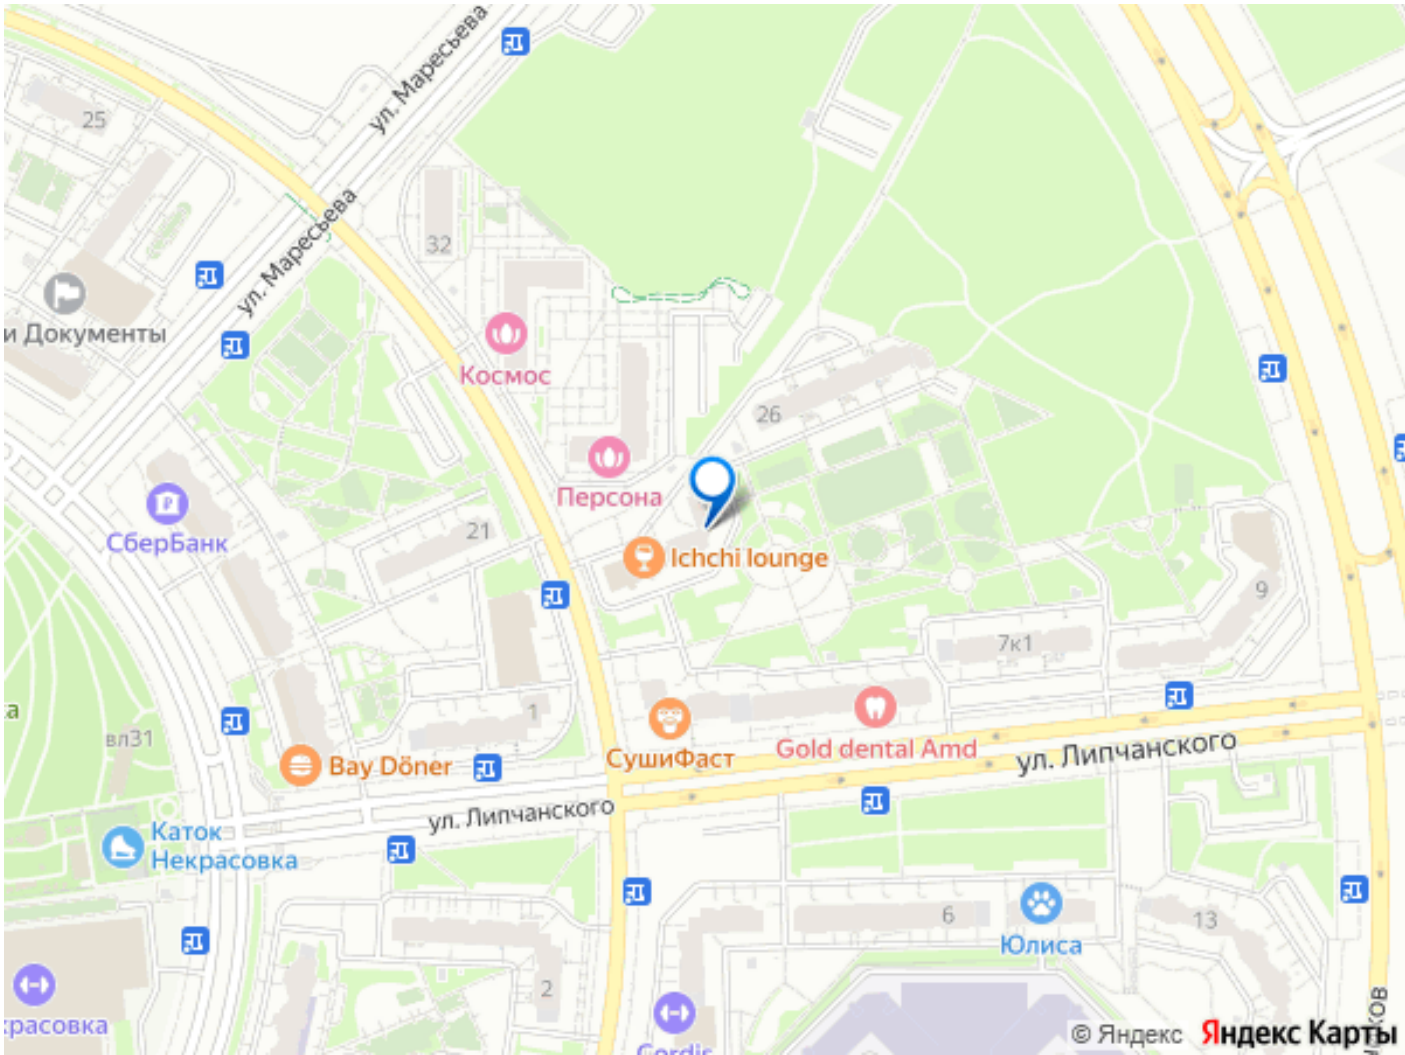 ул. Маресьева
25
ул. Маресьева
32
и Документы
Космос
26
Персона
СберБанк
21
Ichchi lounge
9
7к1
1
вл31
СушиФаст
Gold dental Amd
Bay Döner
ул. Липчанского
ул. Липчанского
Каток
Некрасовка
6
13
Юлиса
2
красовка
Cordis
© Яндекс
Яндекс Карты